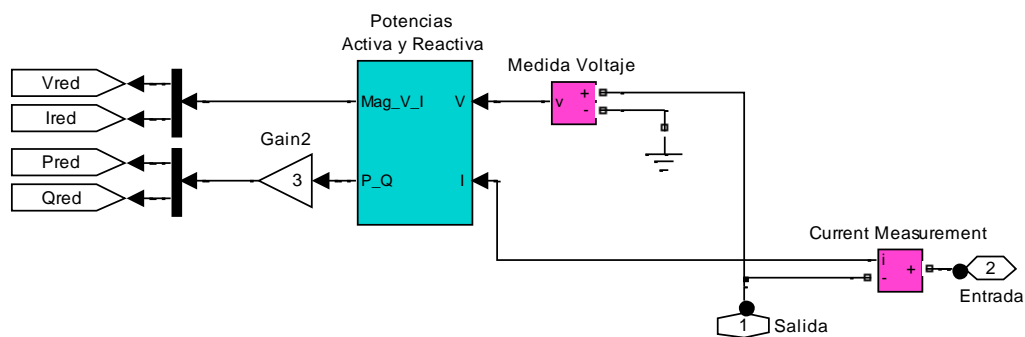 Potencias
Activa y Reactiva
Medida Voltaje
Vred
Ired
Mag_V_I
V
v
+
-
Gain2
Pred
Qred
3
P_Q
I
Current Measurement
i
+
-
2
Entrada
1
Salida